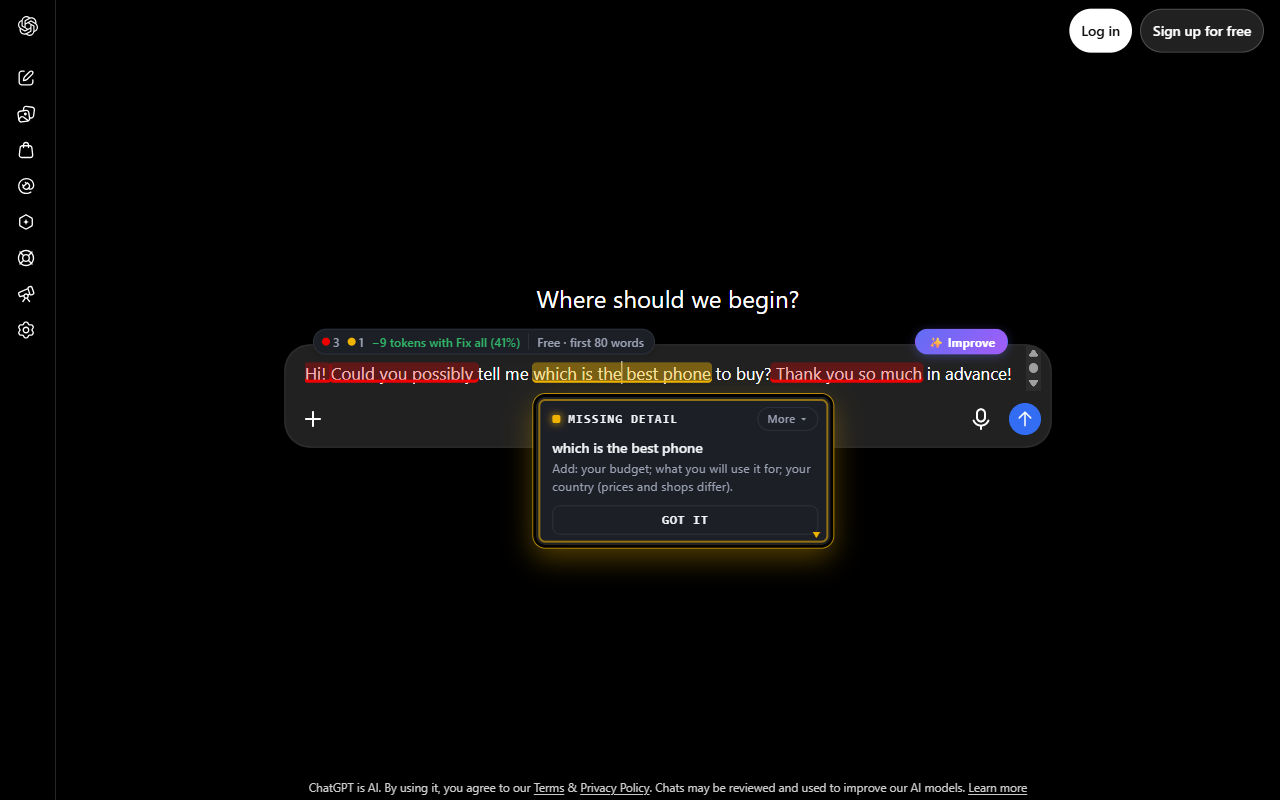 Log in
Sign up for free
Where should we begin?
3 1 −9 tokens with Fix all (41%) Free · first 80 words
✨ Improve
Hi! Could you possibly tell me which is the best phone to buy? Thank you so much in advance!
MISSING DETAIL
More
which is the best phone
Add: your budget; what you will use it for; your
country (prices and shops differ).
GOT IT
ChatGPT is AI. By using it, you agree to our Terms & Privacy Policy. Chats may be reviewed and used to improve our AI models. Learn more